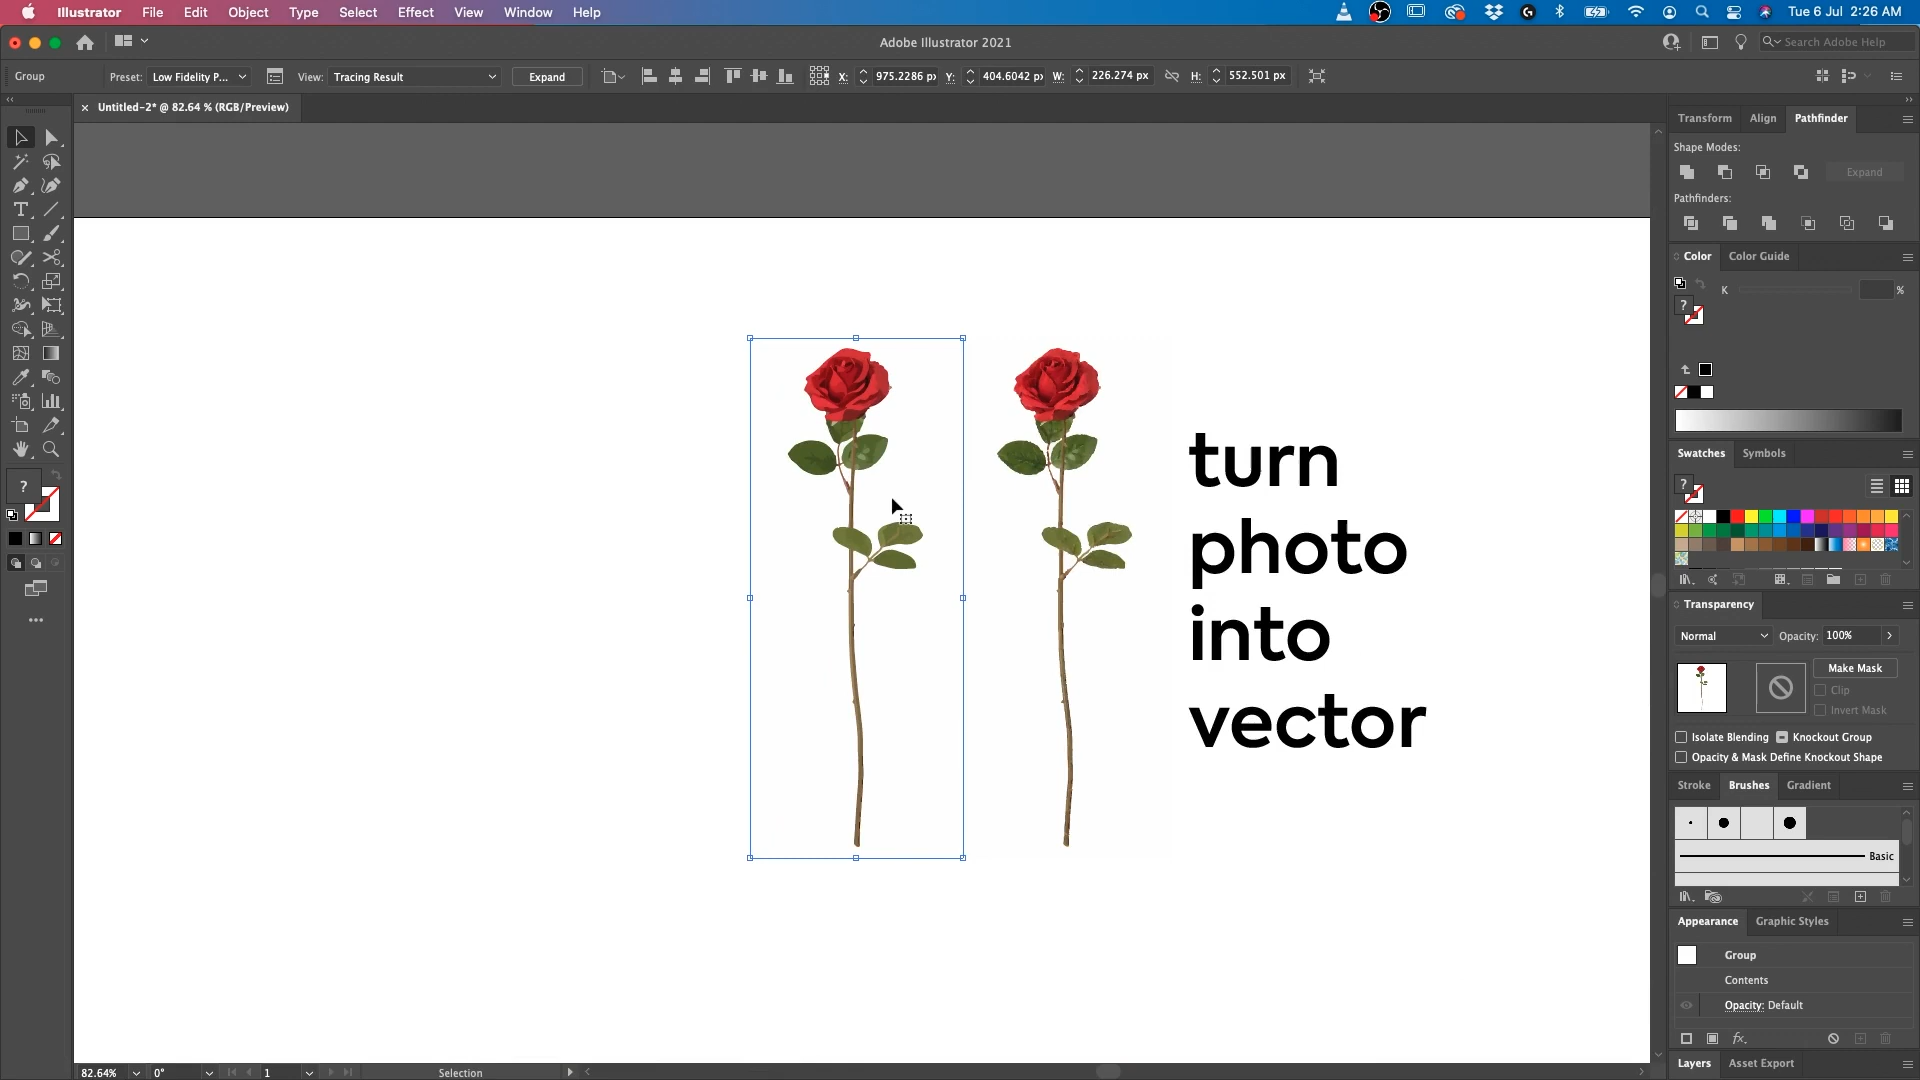 Illustrator File Edit Object Type Select Effect View Window Help
Tue 6 Jul 2:26 AM
Adobe Illustrator 2021
Search Adobe Help
Group
Preset: Low Fidelity P...
View: Tracing Result
Expand
X: 975.2286 px
Y: 404.6042 px
W: 226.274 px
H: 552.501 px
× Untitled-2* @ 82.64 % (RGB/Preview)
turn
photo
into
vector
Transform Align Pathfinder
Shape Modes:
Expand
Pathfinders:
Color Color Guide
K %
Swatches Symbols
Transparency
Normal Opacity: 100%
Make Mask
Clip
Invert Mask
Isolate Blending Knockout Group
Opacity & Mask Define Knockout Shape
Stroke Brushes Gradient
Basic
Appearance Graphic Styles
Group
Contents
Opacity: Default
fx
Layers Asset Export
82.64% 0° 1 Selection